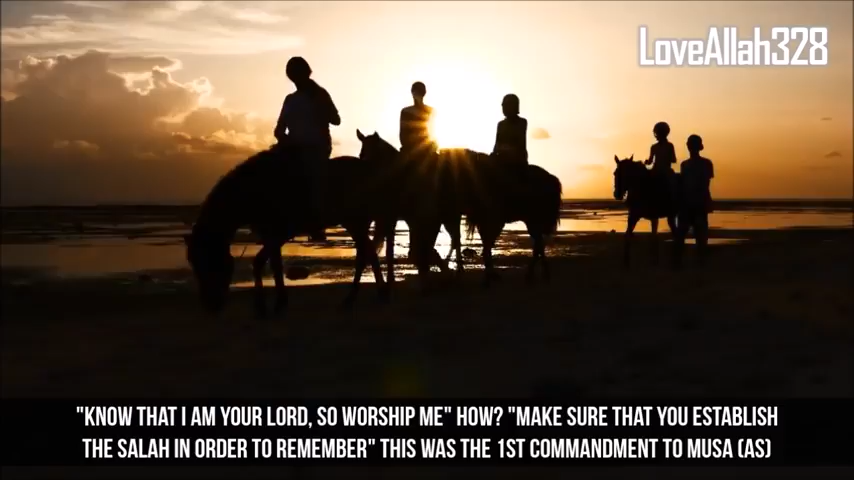 LoveAllah328
"KNOW THAT I AM YOUR LORD, SO WORSHIP ME" HOW? "MAKE SURE THAT YOU ESTABLISH
THE SALAH IN ORDER TO REMEMBER" THIS WAS THE 1ST COMMANDMENT TO MUSA (AS)